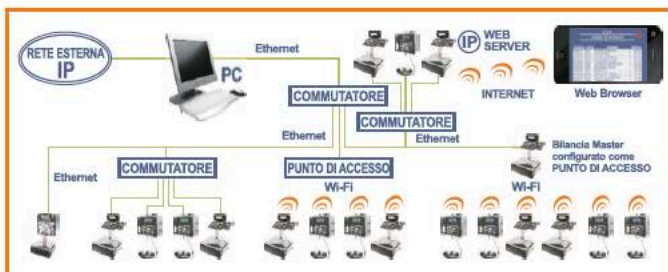 RETE ESTERNA
IP
Ethernet
PC
IP WEB
SERVER
INTERNET
Web Browser
COMMUTATORE
COMMUTATORE
Ethernet
Ethernet
Ethernet
COMMUTATORE
PUNTO DI ACCESSO
Wi-Fi
Bilancia Master
configurato come
PUNTO DI ACCESSO
Wi-Fi